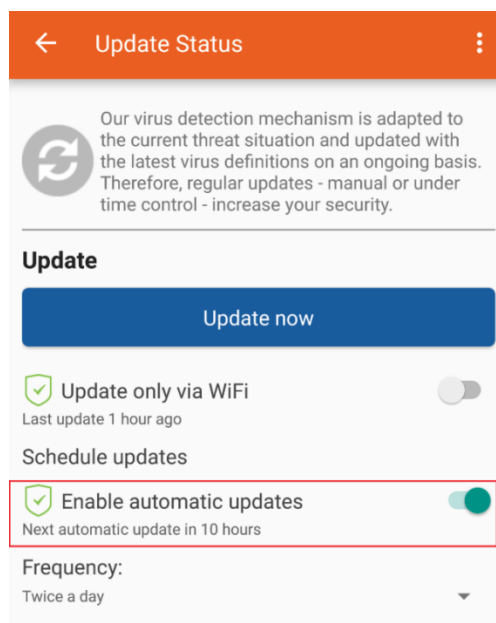 Update Status
Our virus detection mechanism is adapted to
the current threat situation and updated with
the latest virus definitions on an ongoing basis.
Therefore, regular updates - manual or under
time control - increase your security.
Update
Update now
Update only via WiFi
Last update 1 hour ago
Schedule updates
Enable automatic updates
Next automatic update in 10 hours
Frequency:
Twice a day